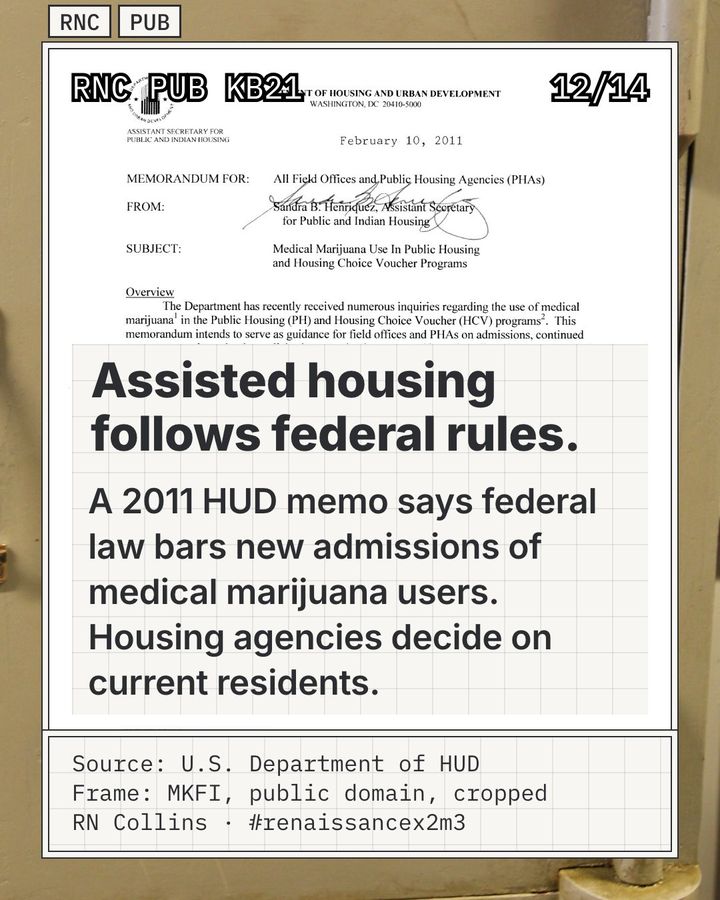 RNC PUB
RNC PUB KB21 12/14
NT OF HOUSING AND URBAN DEVELOPMENT
WASHINGTON, DC 20410-5000
ASSISTANT SECRETARY FOR
PUBLIC AND INDIAN HOUSING
February 10, 2011
MEMORANDUM FOR: All Field Offices and Public Housing Agencies (PHAs)
FROM: Sandra B. Henriquez, Assistant Secretary
for Public and Indian Housing
SUBJECT: Medical Marijuana Use In Public Housing
and Housing Choice Voucher Programs
Overview
The Department has recently received numerous inquiries regarding the use of medical
marijuana¹ in the Public Housing (PH) and Housing Choice Voucher (HCV) programs². This
memorandum intends to serve as guidance for field offices and PHAs on admissions, continued
Assisted housing
follows federal rules.
A 2011 HUD memo says federal
law bars new admissions of
medical marijuana users.
Housing agencies decide on
current residents.
Source: U.S. Department of HUD
Frame: MKFI, public domain, cropped
RN Collins · #renaissancex2m3